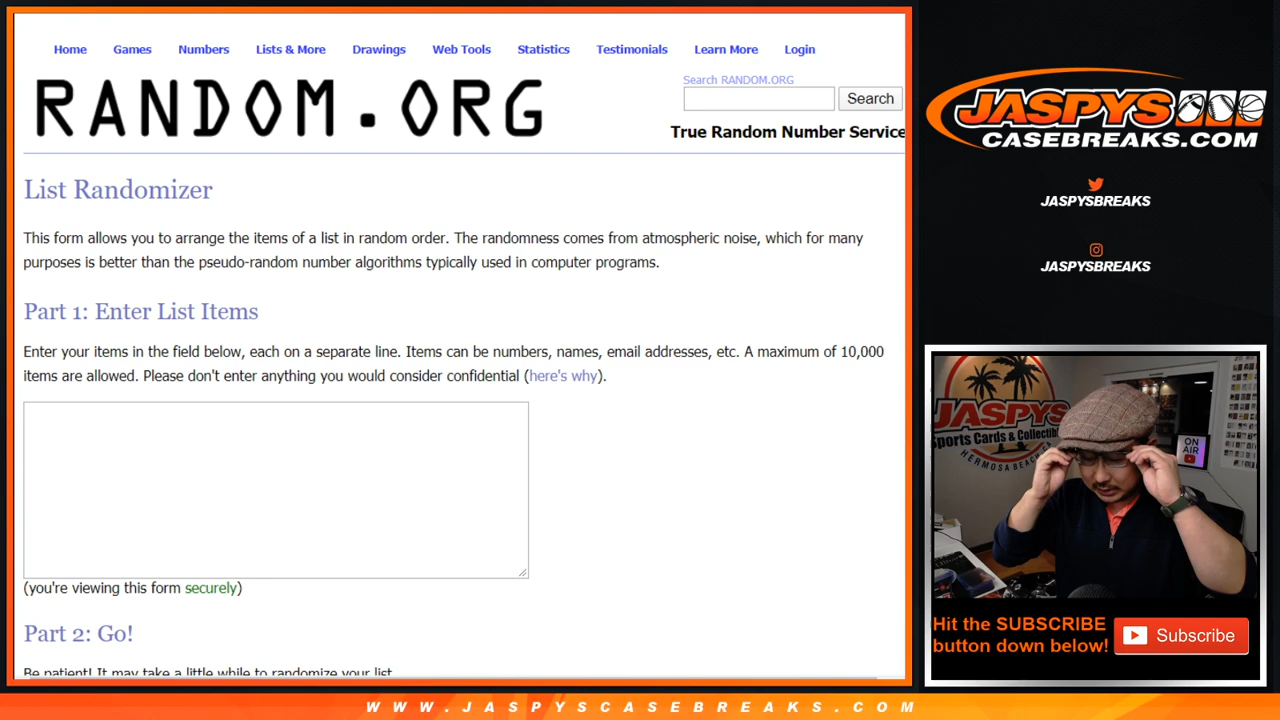 Home Games Numbers Lists & More Drawings Web Tools Statistics Testimonials Learn More Login
RANDOM.ORG
Search RANDOM.ORG
Search
True Random Number Service
List Randomizer
This form allows you to arrange the items of a list in random order. The randomness comes from atmospheric noise, which for many
purposes is better than the pseudo-random number algorithms typically used in computer programs.
Part 1: Enter List Items
Enter your items in the field below, each on a separate line. Items can be numbers, names, email addresses, etc. A maximum of 10,000
items are allowed. Please don't enter anything you would consider confidential (here's why).
(you're viewing this form securely)
Part 2: Go!
Be patient! It may take a little while to randomize your list
JASPYS
CASEBREAKS.COM
JASPYSBREAKS
JASPYSBREAKS
JASPYS
Sports Cards & Collectib
HERMOSA BEACH
ON
AIR
Hit the SUBSCRIBE
button down below!
Subscribe
WWW.JASPYSCASEBREAKS.COM